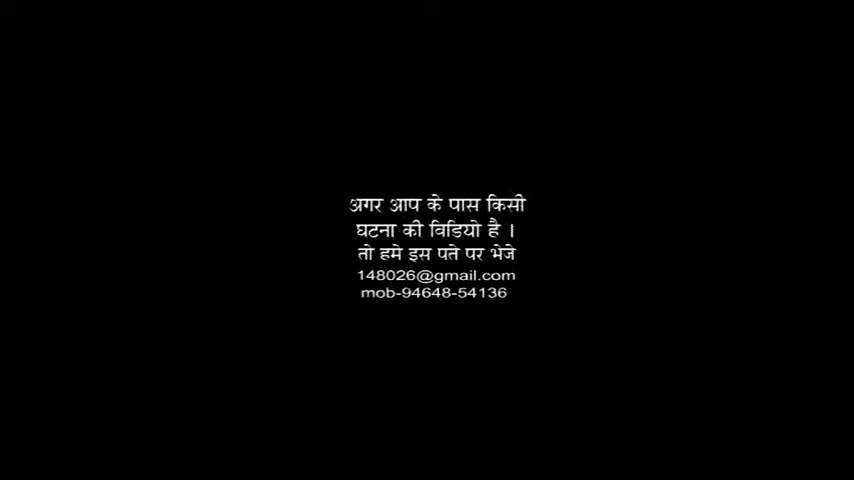 अगर आप के पास किसी
घटना की विडियो है ।
तो हमे इस पते पर भेजे
148026@gmail.com
mob-94648-54136